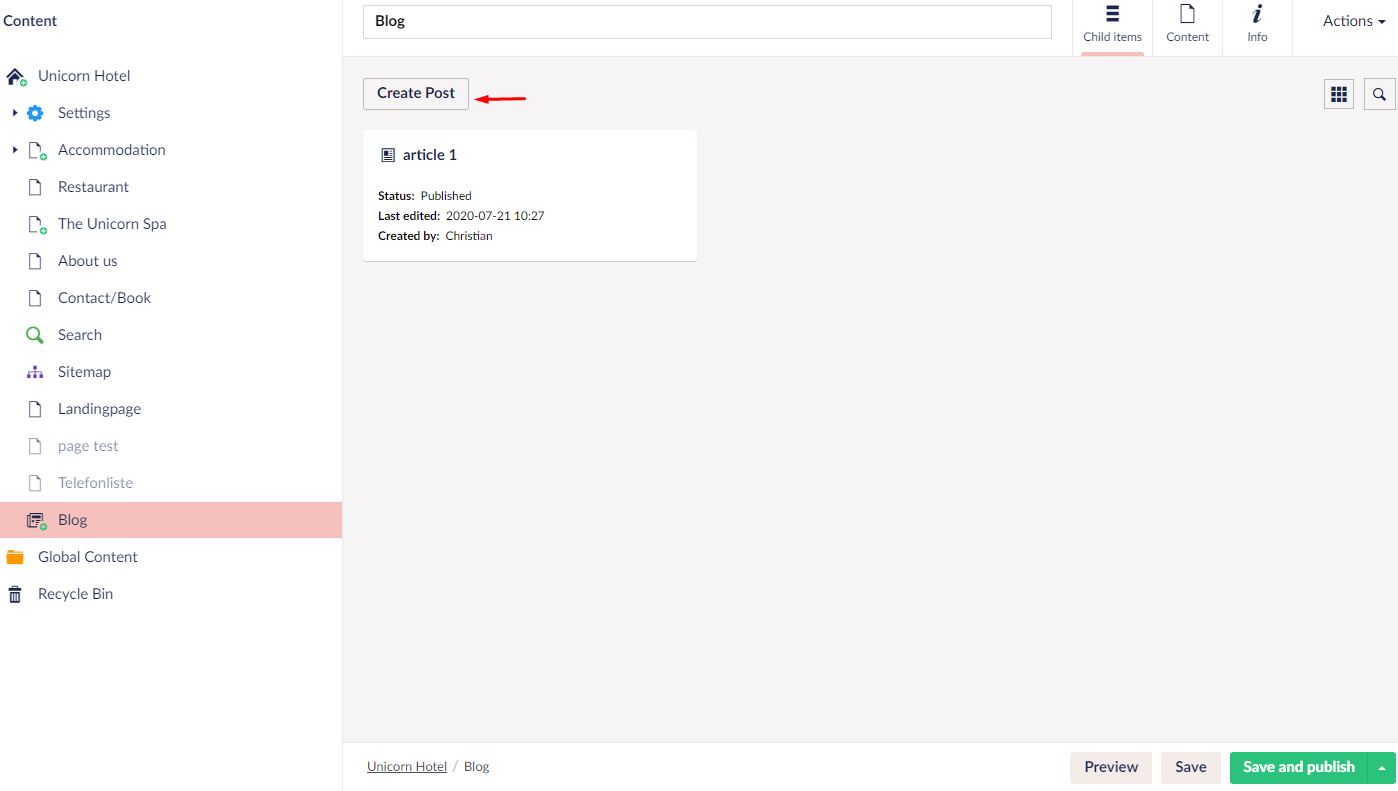 Content
Unicorn Hotel
Settings
Accommodation
Restaurant
The Unicorn Spa
About us
Contact/Book
Search
Sitemap
Landingpage
page test
Telefonliste
Blog
Global Content
Recycle Bin
Blog
Child items
Content
Info
Actions
Create Post
article 1
Status: Published
Last edited: 2020-07-21 10:27
Created by: Christian
Unicorn Hotel / Blog
Preview
Save
Save and publish